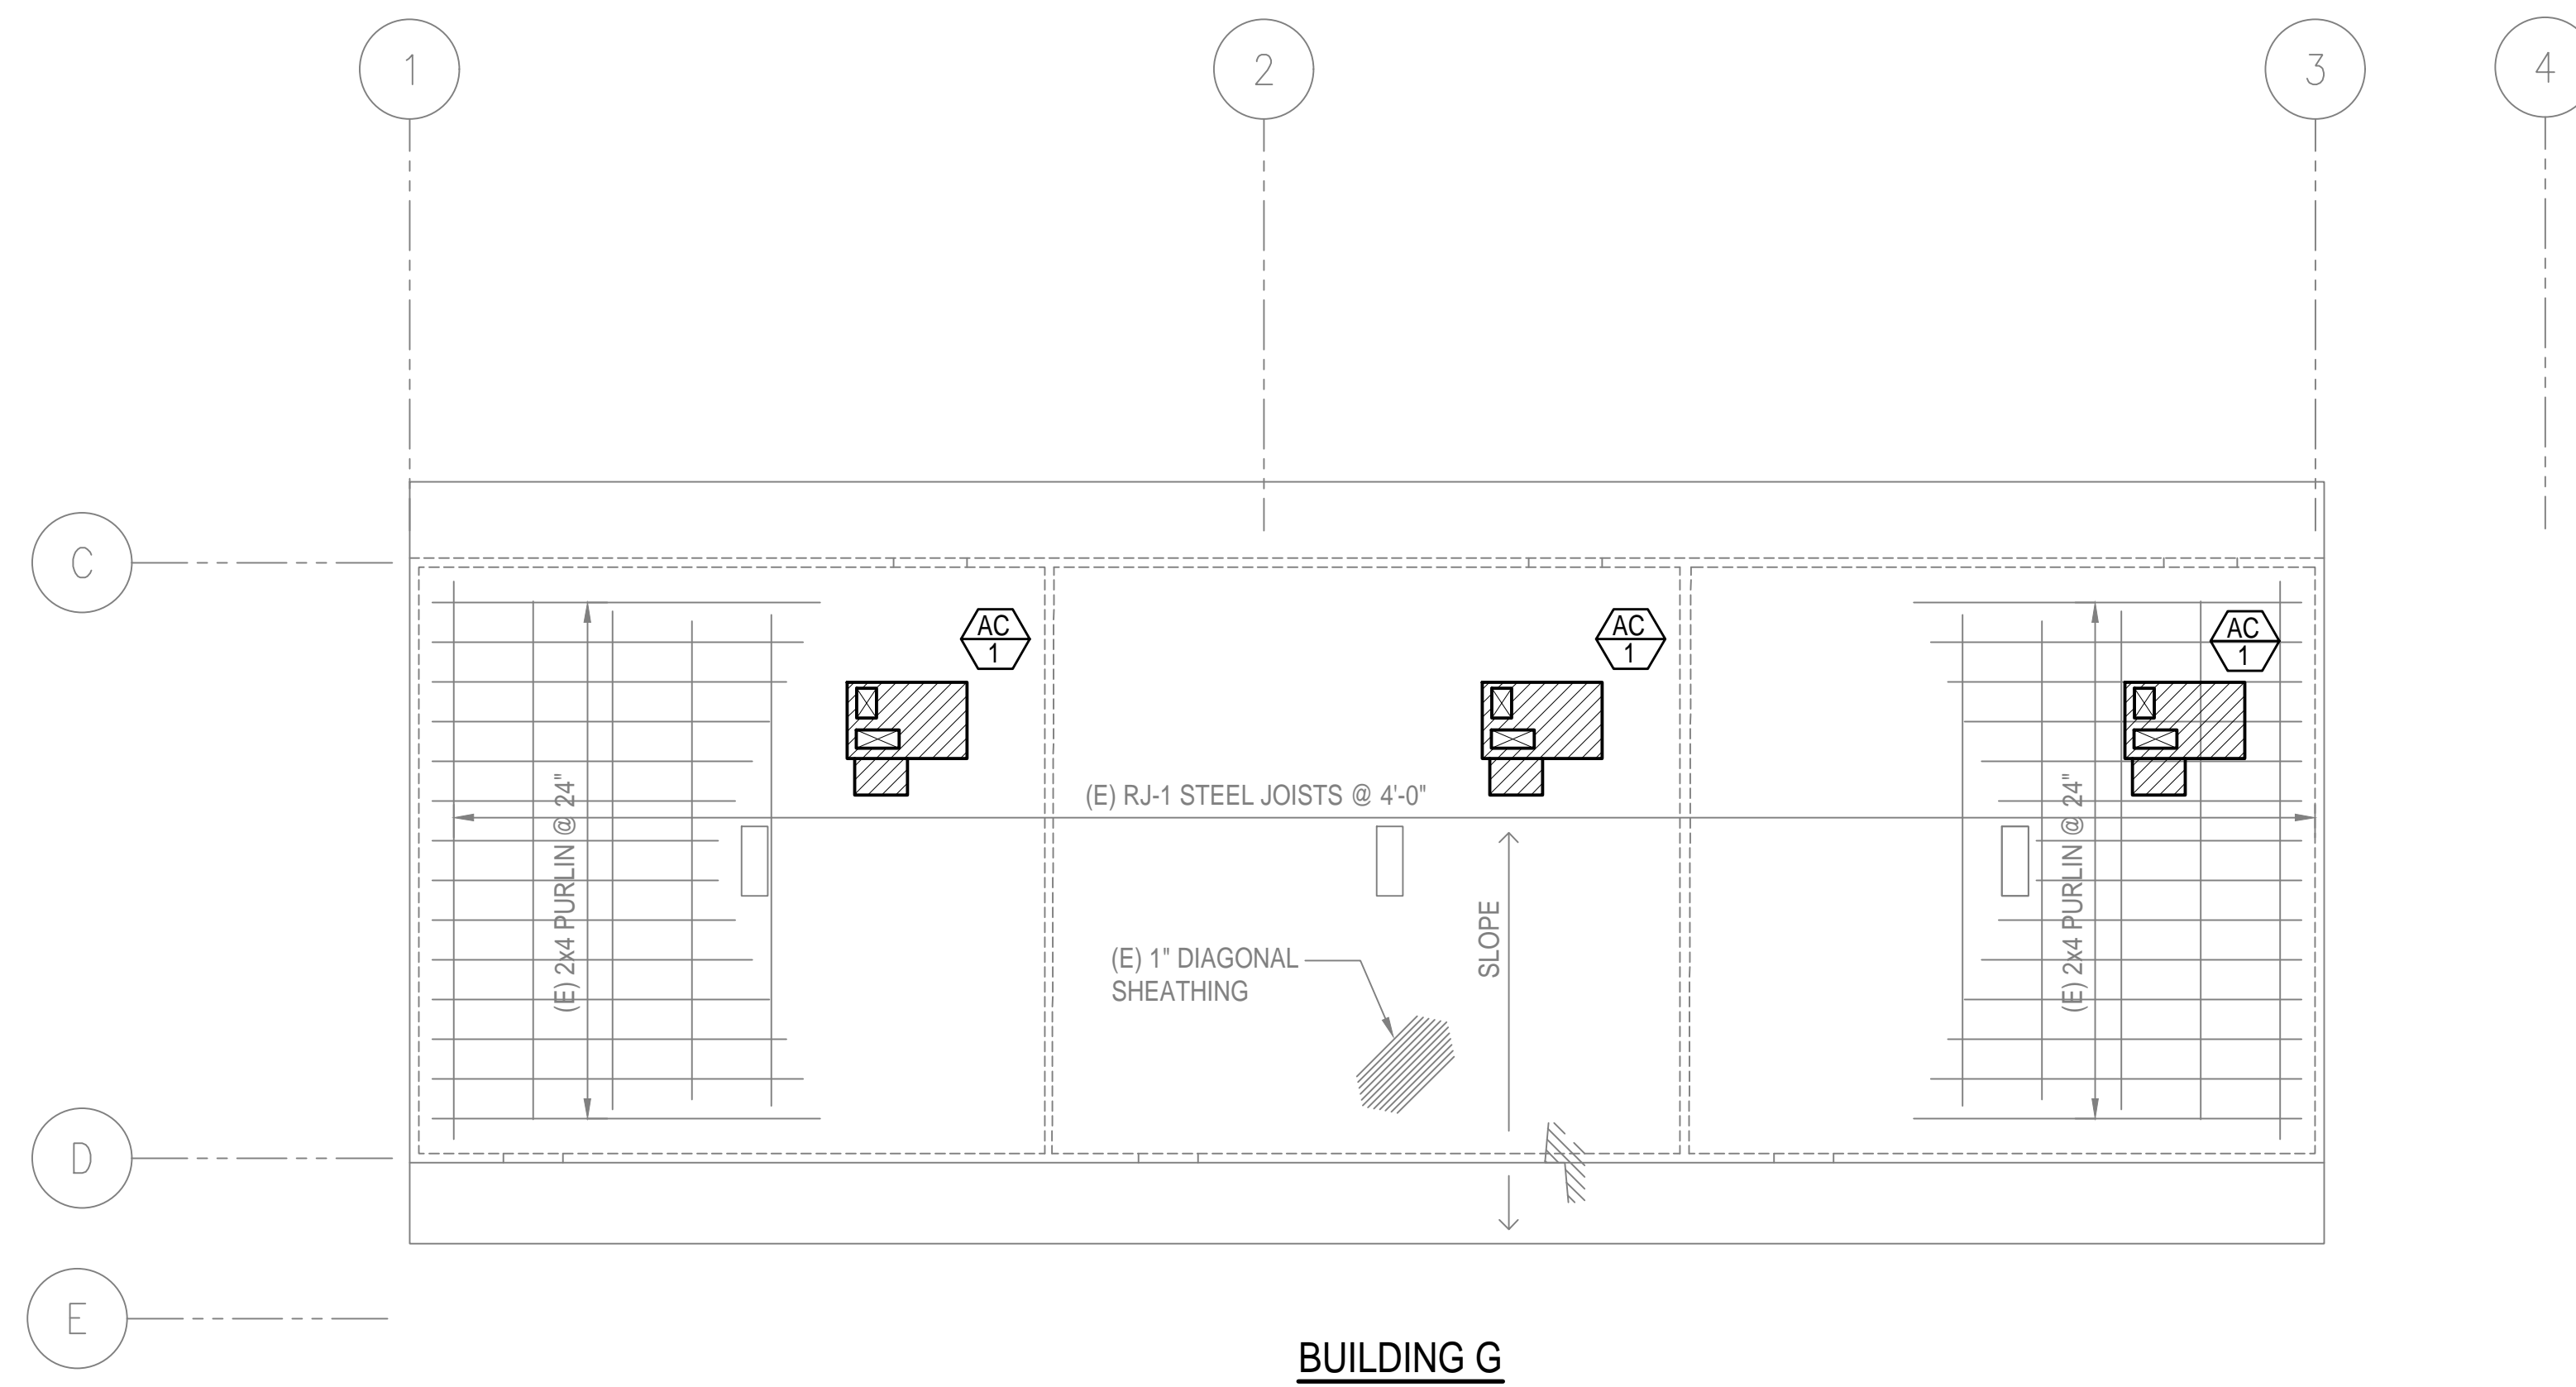 1
2
3
4
C
AC
1
AC
1
AC
1
(E) 2x4 PURLIN @ 24"
(E) RJ-1 STEEL JOISTS @ 4'-0"
(E) 2x4 PURLIN @ 24"
SLOPE
(E) 1" DIAGONAL
SHEATHING
D
E
BUILDING G